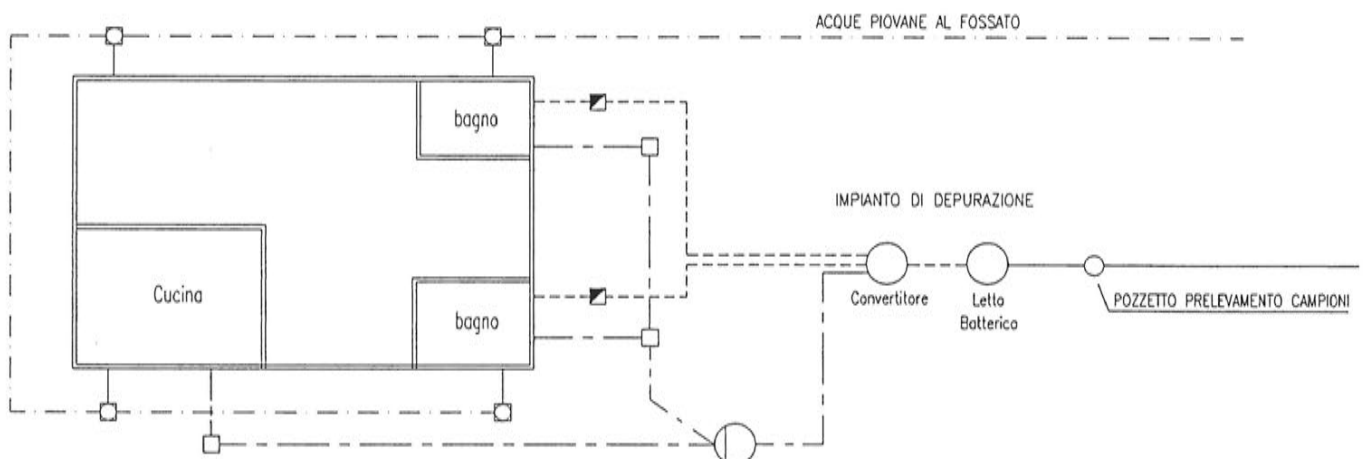 ACQUE PIOVANE AL FOSSATO
bagno
IMPIANTO DI DEPURAZIONE
Cucina
bagno
Convertitore
Letto
Batterico
POZZETTO PRELEVAMENTO CAMPIONI